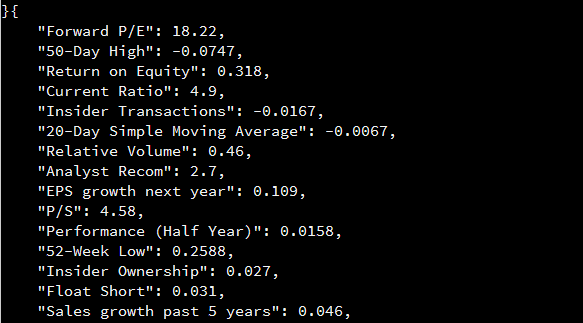 }{
"Forward P/E": 18.22,
"50-Day High": -0.0747,
"Return on Equity": 0.318,
"Current Ratio": 4.9,
"Insider Transactions": -0.0167,
"20-Day Simple Moving Average": -0.0067,
"Relative Volume": 0.46,
"Analyst Recom": 2.7,
"EPS growth next year": 0.109,
"P/S": 4.58,
"Performance (Half Year)": 0.0158,
"52-Week Low": 0.2588,
"Insider Ownership": 0.027,
"Float Short": 0.031,
"Sales growth past 5 years": 0.046,